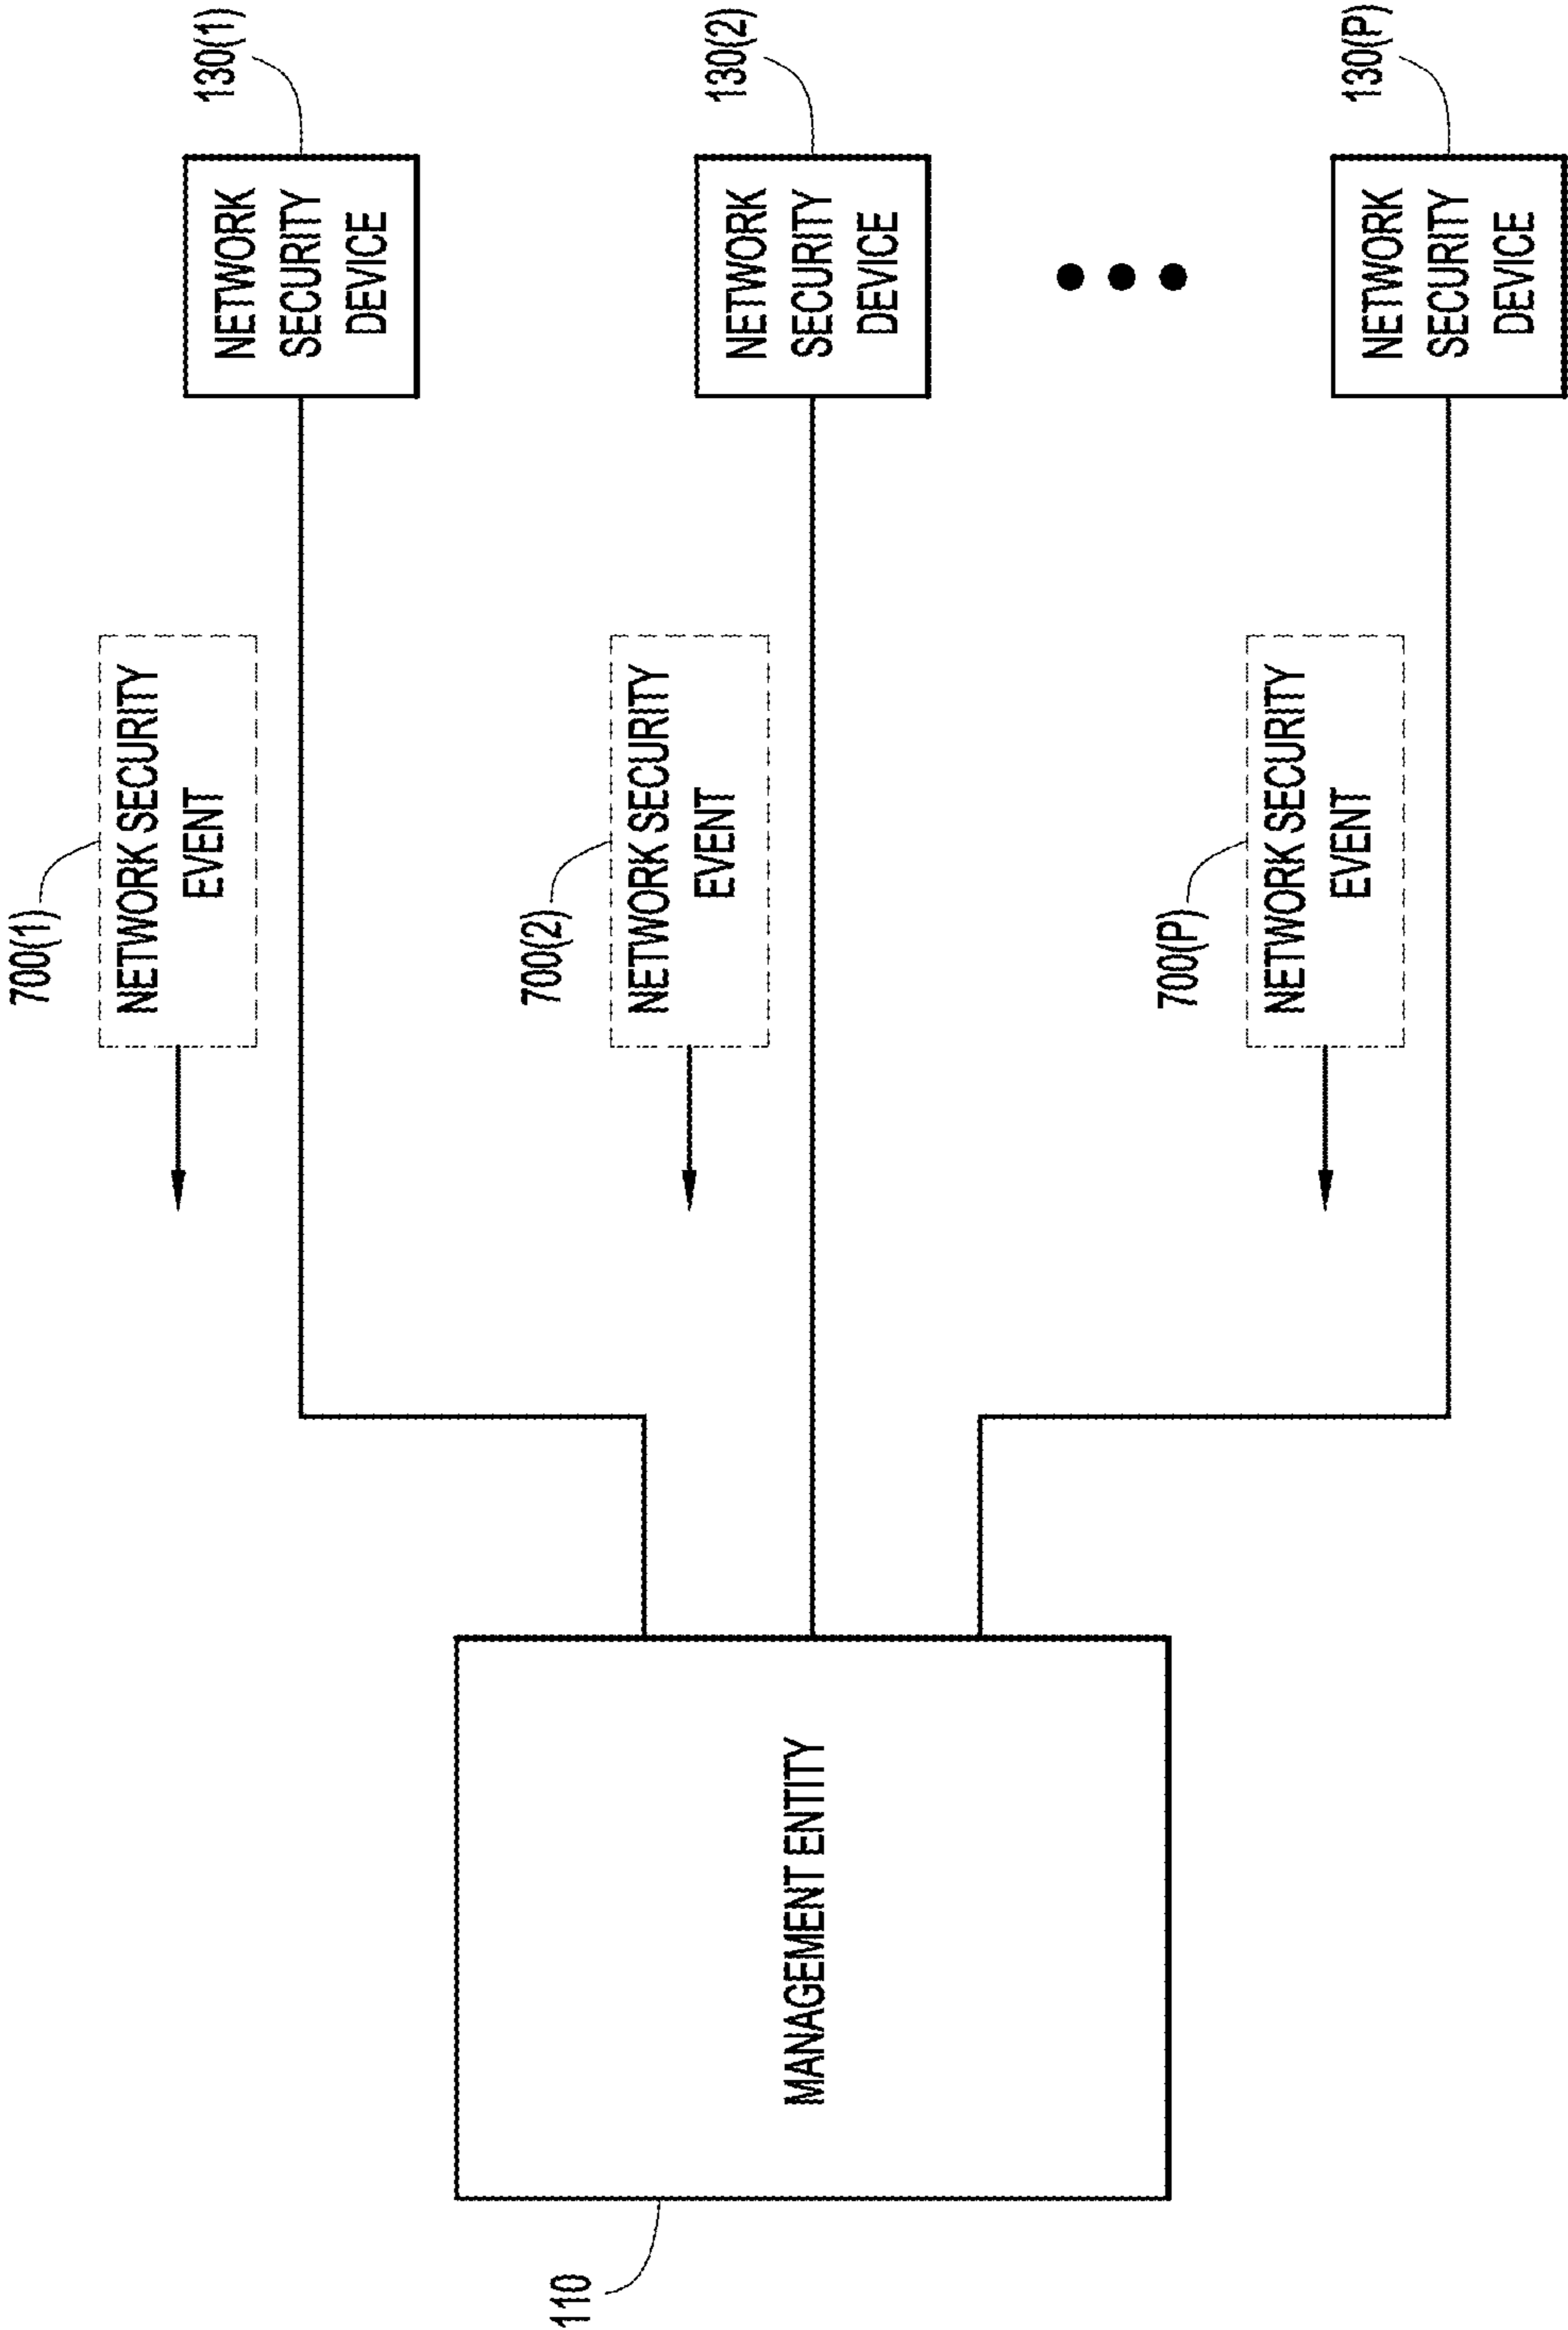 700(1)
NETWORK SECURITY
EVENT
130(1)
NETWORK
SECURITY
DEVICE
700(2)
NETWORK SECURITY
EVENT
130(2)
NETWORK
SECURITY
DEVICE
110
MANAGEMENT ENTITY
700(P)
NETWORK SECURITY
EVENT
130(P)
NETWORK
SECURITY
DEVICE